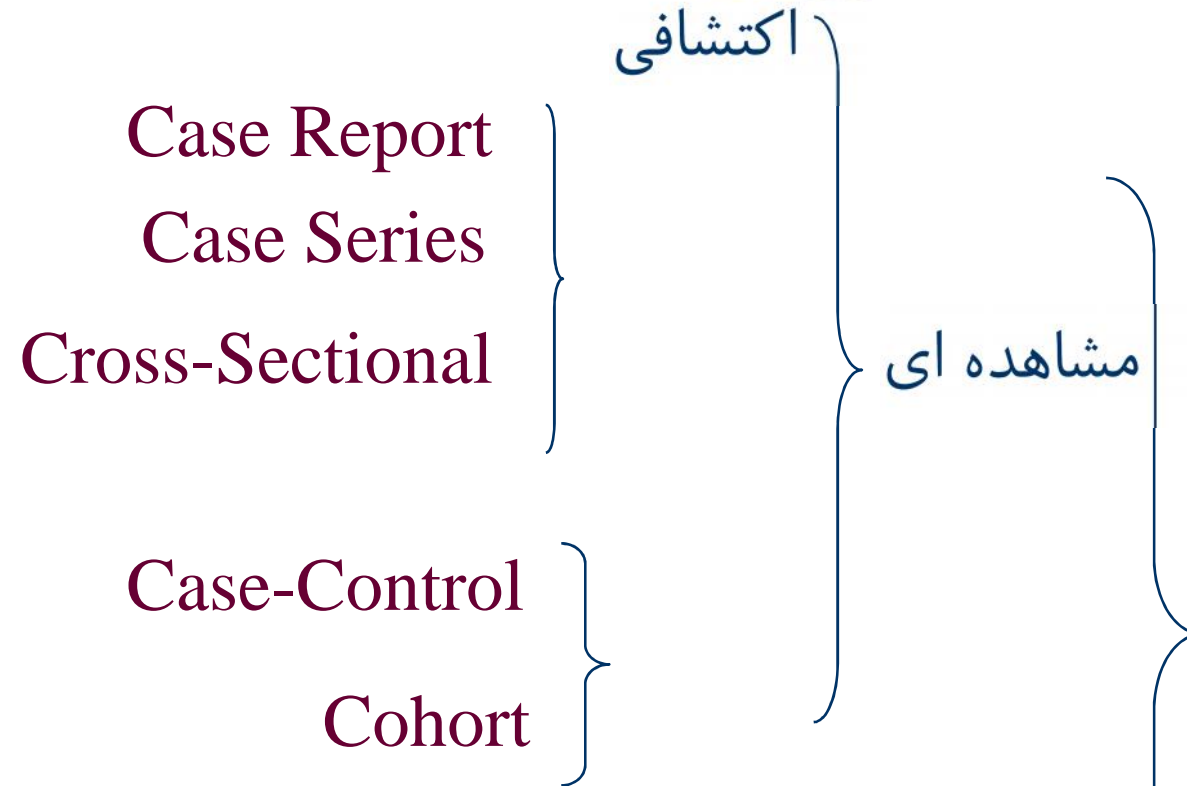 اکتشافی
Case Report
Case Series
Cross-Sectional
مشاهده ای
Case-Control
Cohort